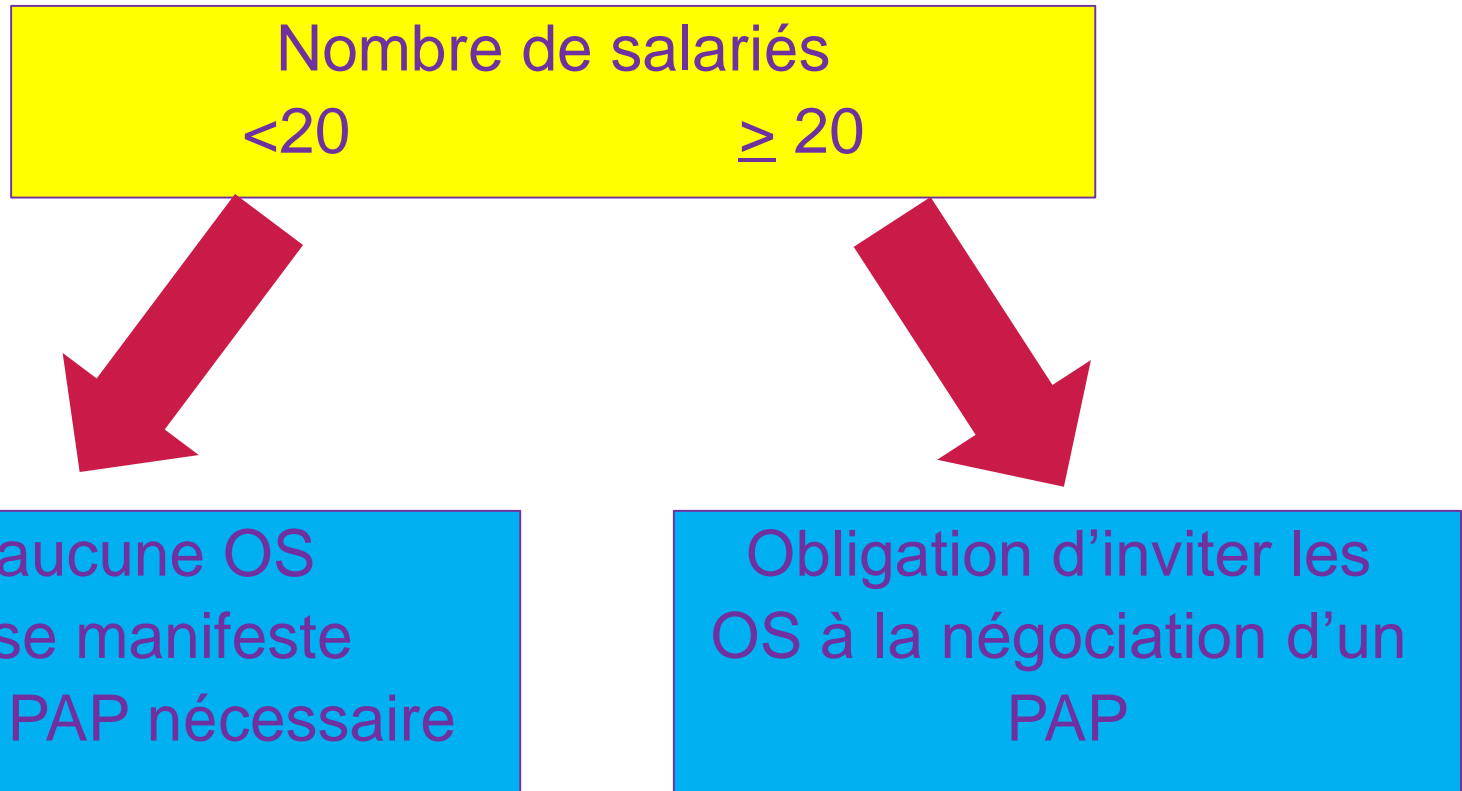 Nombre de salariés
<20 ≥ 20
aucune OS
se manifeste
PAP nécessaire
Obligation d’inviter les
OS à la négociation d’un
PAP